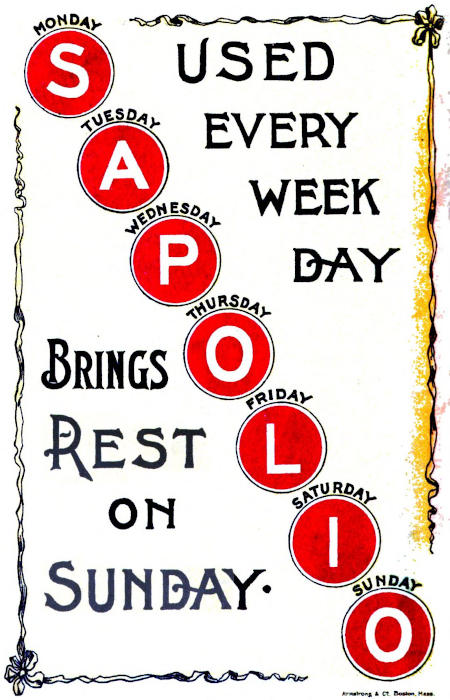 MONDAY
S
TUESDAY
A
WEDNESDAY
P
THURSDAY
O
FRIDAY
L
SATURDAY
I
SUNDAY
O
USED
EVERY
WEEK
DAY
BRINGS
REST
ON
SUNDAY.
Armstrong & Co. Boston, Mass.